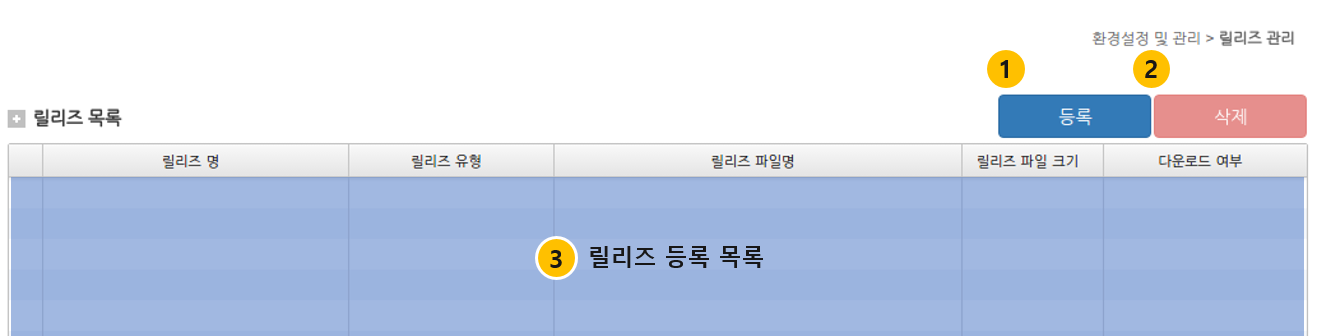 환경설정 및 관리 > 릴리즈 관리
1
2
릴리즈 목록
등록
삭제
릴리즈 명
릴리즈 유형
릴리즈 파일명
릴리즈 파일 크기
다운로드 여부
3 릴리즈 등록 목록